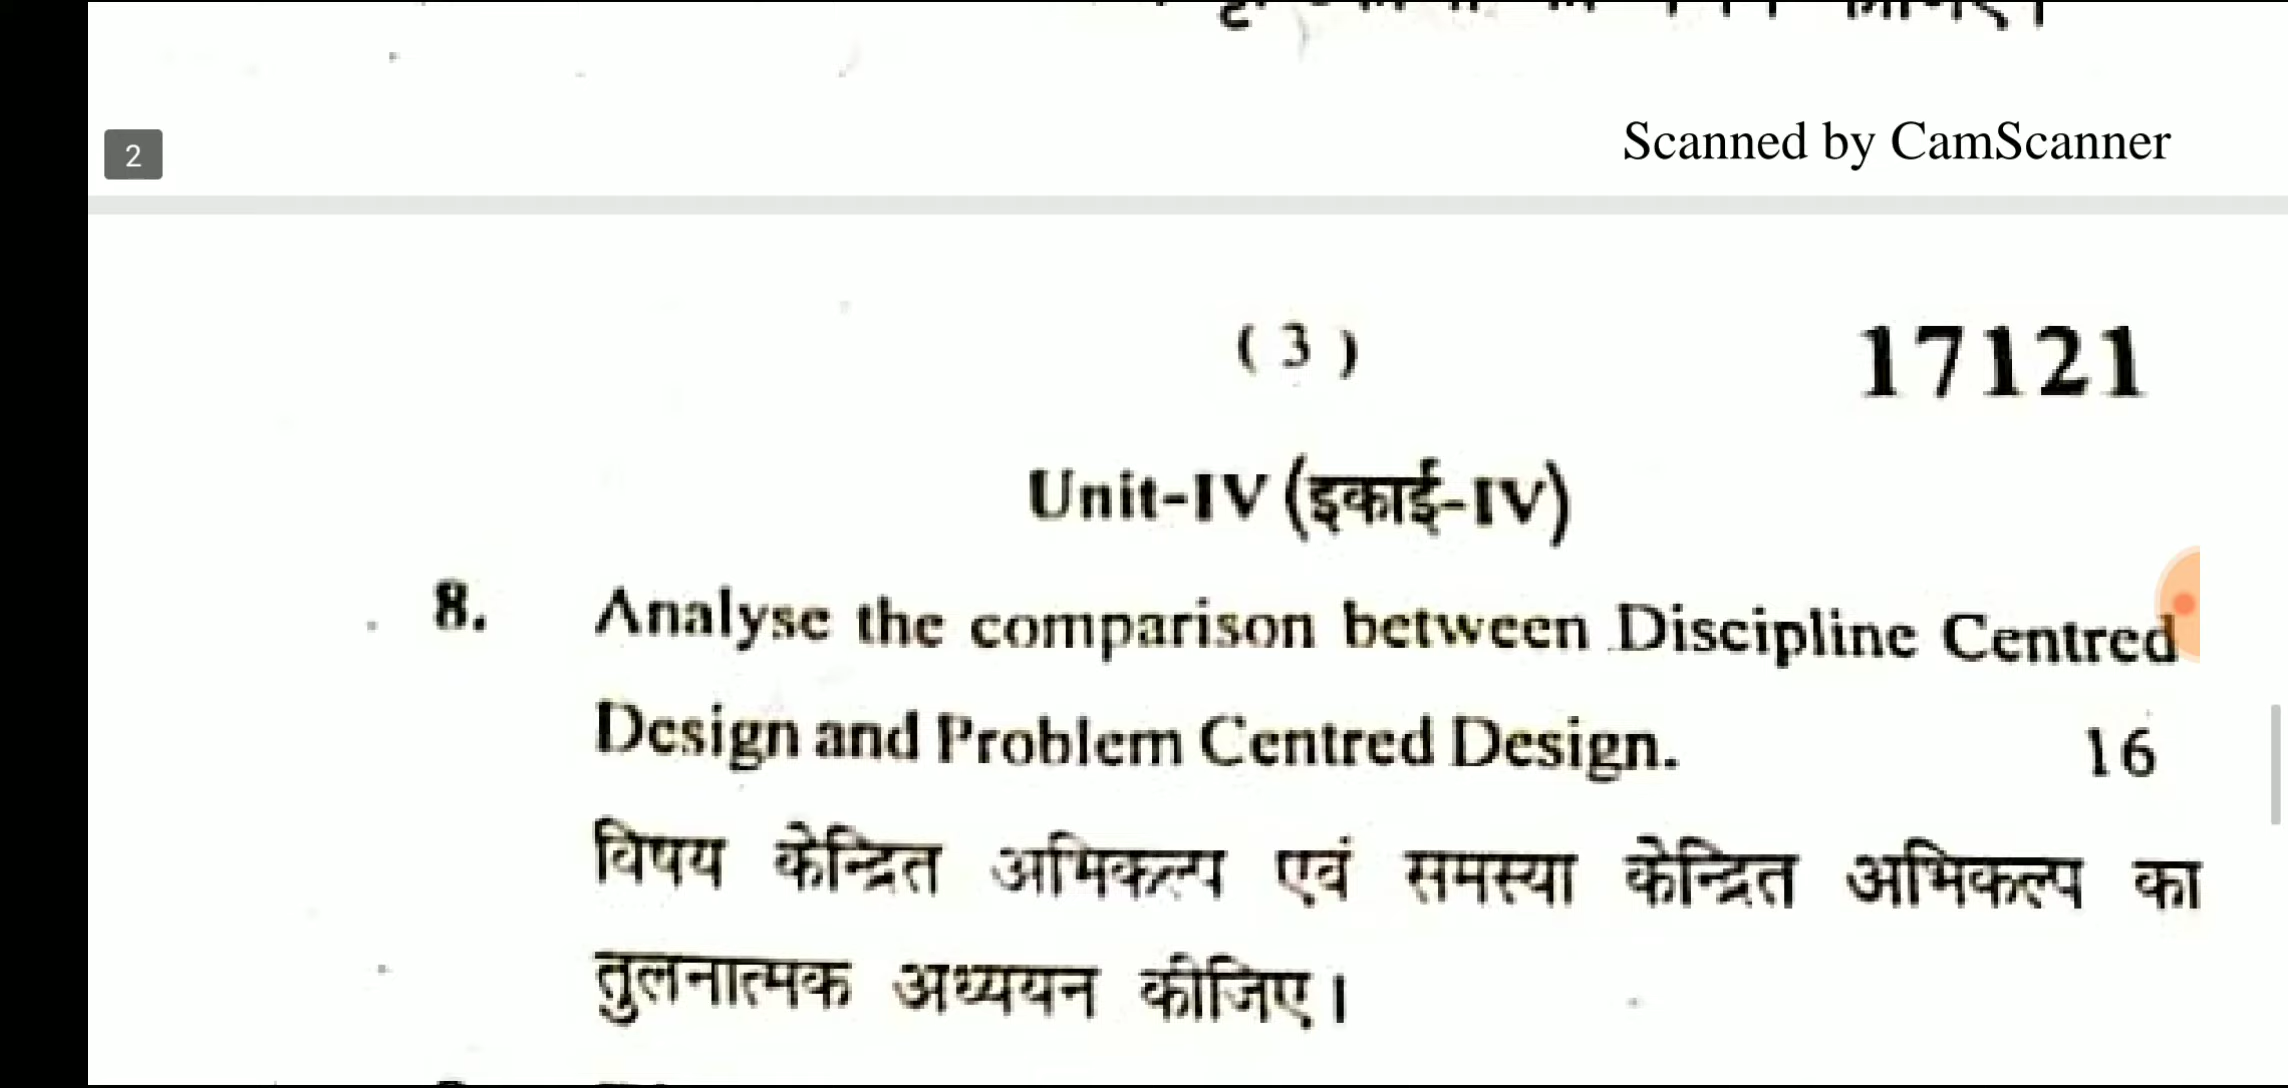 2
Scanned by CamScanner
( 3 )
17121
Unit-IV (इकाई-IV)
8. Analyse the comparison between Discipline Centred
Design and Problem Centred Design. 16
विषय केन्द्रित अभिकल्प एवं समस्या केन्द्रित अभिकल्प का
तुलनात्मक अध्ययन कीजिए।